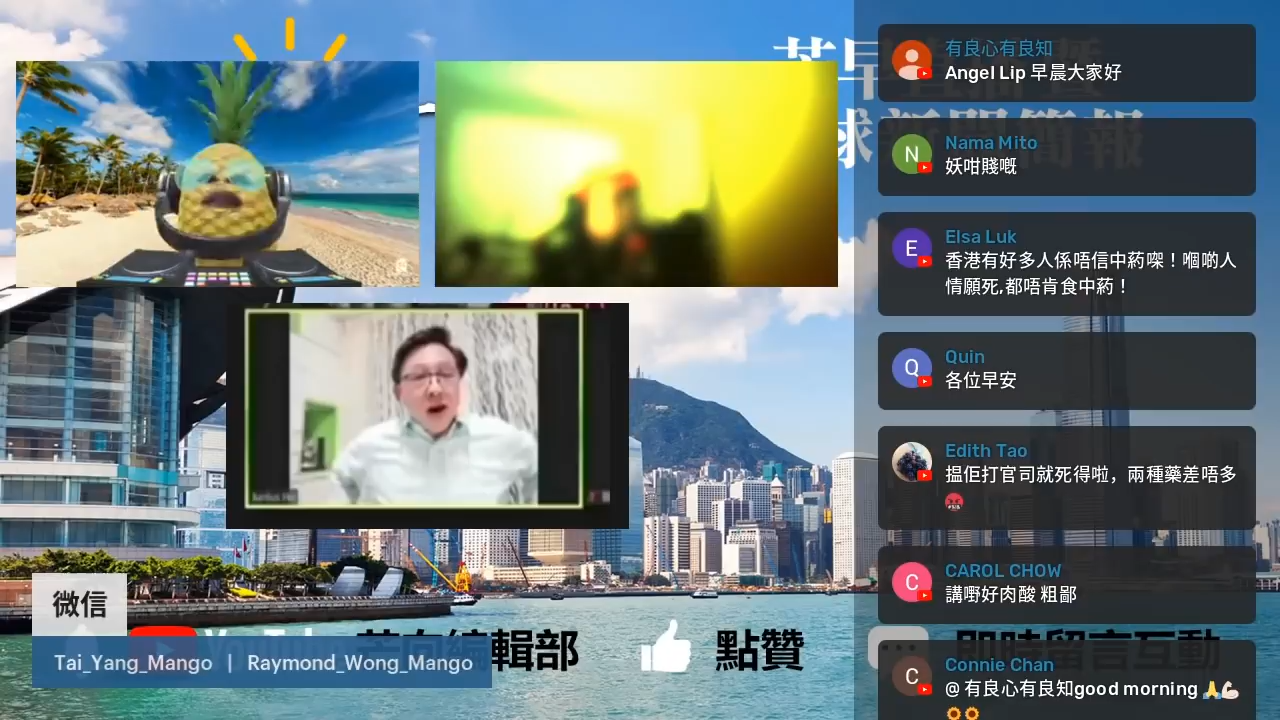 有良心有良知
Angel Lip 早晨大家好
Nama Mito
妖咁賤嘅
Elsa Luk
香港有好多人係唔信中葯㗎！嗰啲人
情願死.都唔肯食中葯！
Quin
各位早安
Edith Tao
揾佢打官司就死得啦，兩種藥差唔多
CAROL CHOW
講嘢好肉酸 粗鄙
Connie Chan
@有良心有良知good morning
微信
Tai_Yang_Mango | Raymond_Wong_Mango
輯部
點贊
即時留言互動